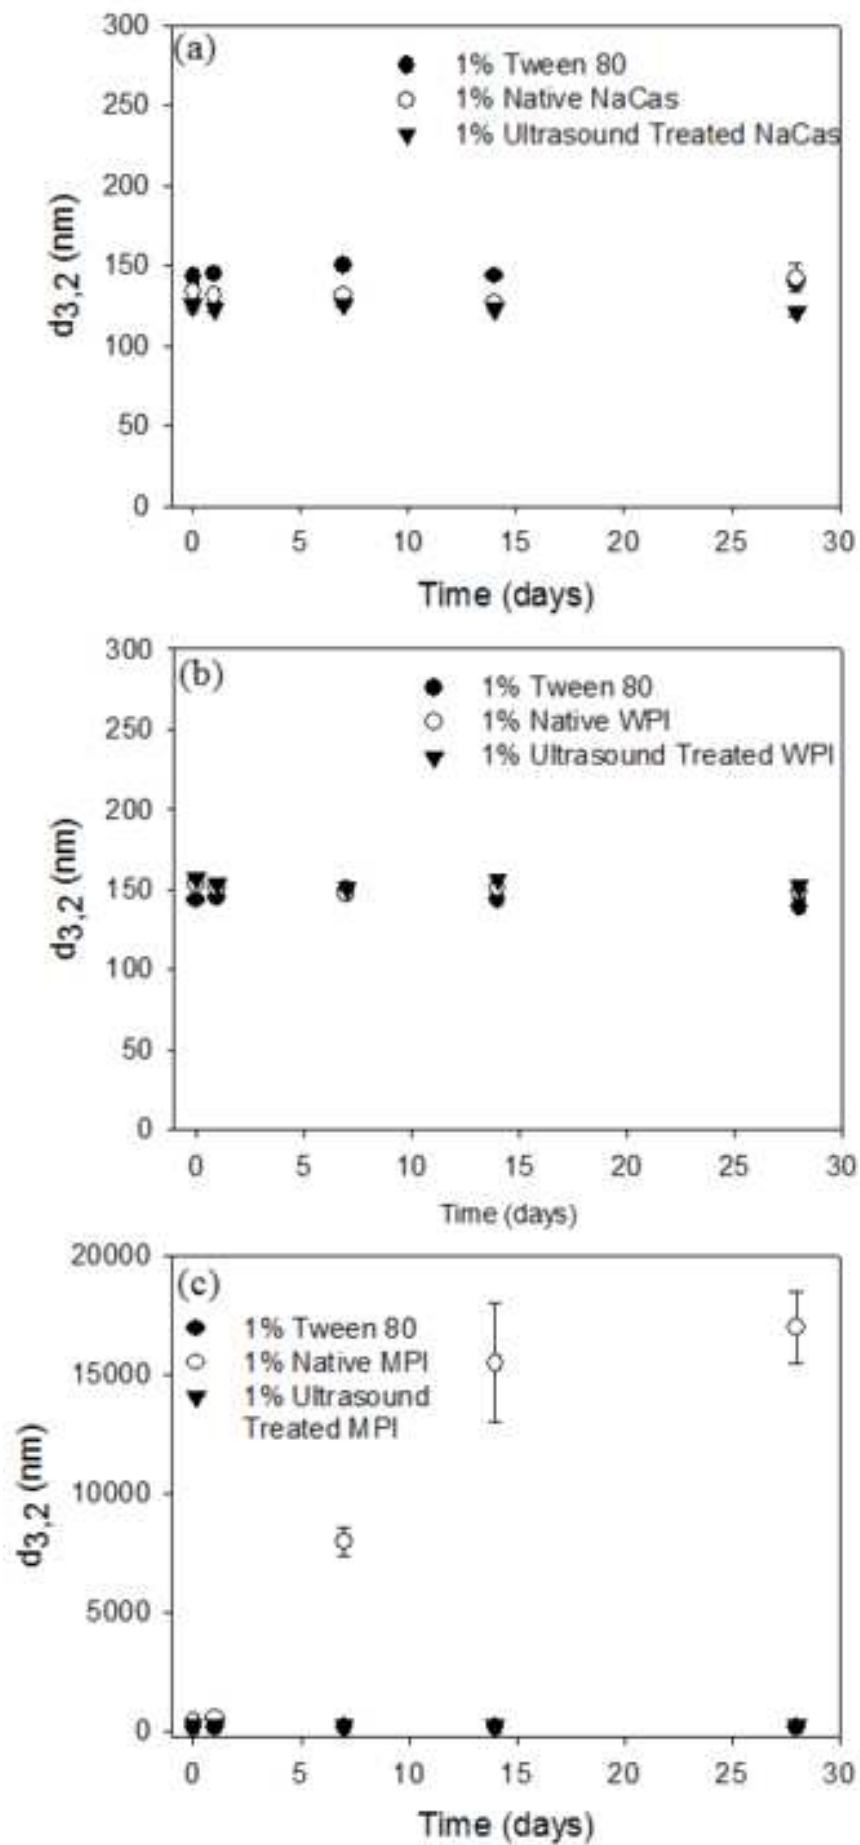 (a)
1% Tween 80
1% Native NaCas
1% Ultrasound Treated NaCas
300
250
200
150
100
50
0
d3,2 (nm)
0 5 10 15 20 25 30
Time (days)
(b)
1% Tween 80
1% Native WPI
1% Ultrasound Treated WPI
300
250
200
150
100
50
0
d3,2 (nm)
0 5 10 15 20 25 30
Time (days)
(c)
1% Tween 80
1% Native MPI
1% Ultrasound
Treated MPI
20000
15000
10000
5000
0
d3,2 (nm)
0 5 10 15 20 25 30
Time (days)